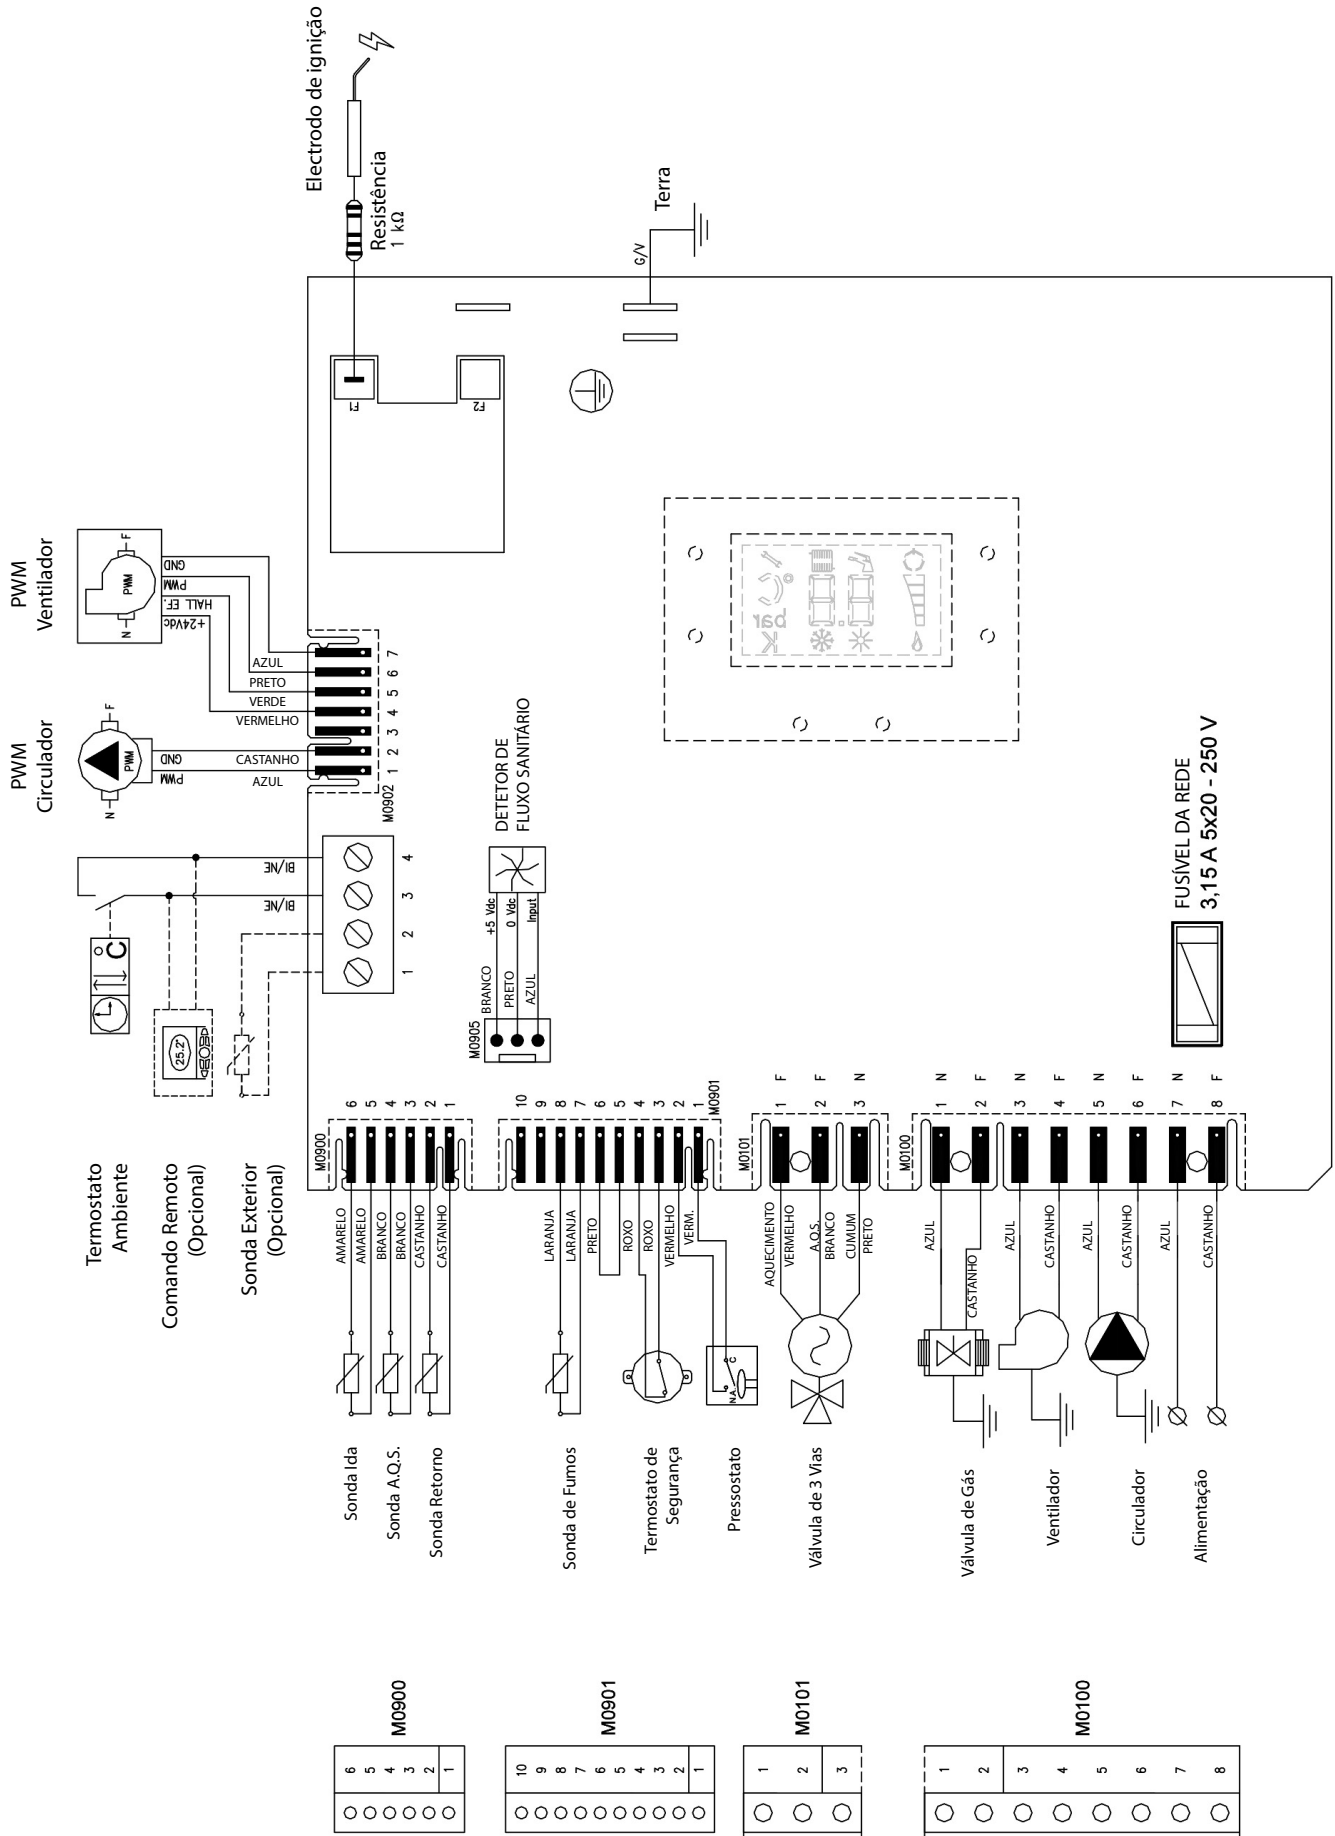 Electrodo de ignição
Resistência
1 kΩ
Terra
G/V
F1
F2
PWM
Ventilador
N
PWM
F
GND
PWM
HALL EF.
+24Vdc
AZUL
PRETO
VERDE
VERMELHO
PWM
Circulador
N
PWM
F
GND
PWM
CASTANHO
AZUL
1
2
3
4
5
6
7
M0902
Termostato
Ambiente
°C
Comando Remoto
(Opcional)
25.2°
Sonda Exterior
(Opcional)
BI/NE
BI/NE
1
2
3
4
DETETOR DE
FLUXO SANITÁRIO
+5 Vdc
0 Vdc
Input
BRANCO
PRETO
AZUL
M0905
K
bar
°C
FUSÍVEL DA REDE
3,15 A 5x20 - 250 V
M0900
6
5
4
3
2
1
AMARELO
AMARELO
BRANCO
BRANCO
CASTANHO
CASTANHO
Sonda Ida
Sonda A.Q.S.
Sonda Retorno
M0901
10
9
8
7
6
5
4
3
2
1
LARANJA
LARANJA
PRETO
ROXO
ROXO
VERMELHO
VERM.
Sonda de Fumos
Termostato de
Segurança
N.A.
C
Pressostato
M0101
1 F
2 F
3 N
AQUECIMENTO
VERMELHO
A.Q.S.
BRANCO
CUMUM
PRETO
Válvula de 3 Vias
M0100
1 N
2 F
3 N
4 F
5 N
6 F
7 N
8 F
AZUL
CASTANHO
AZUL
CASTANHO
AZUL
CASTANHO
AZUL
CASTANHO
Válvula de Gás
Ventilador
Circulador
Alimentação
M0900
6
5
4
3
2
1
M0901
10
9
8
7
6
5
4
3
2
1
M0101
1
2
3
M0100
1
2
3
4
5
6
7
8